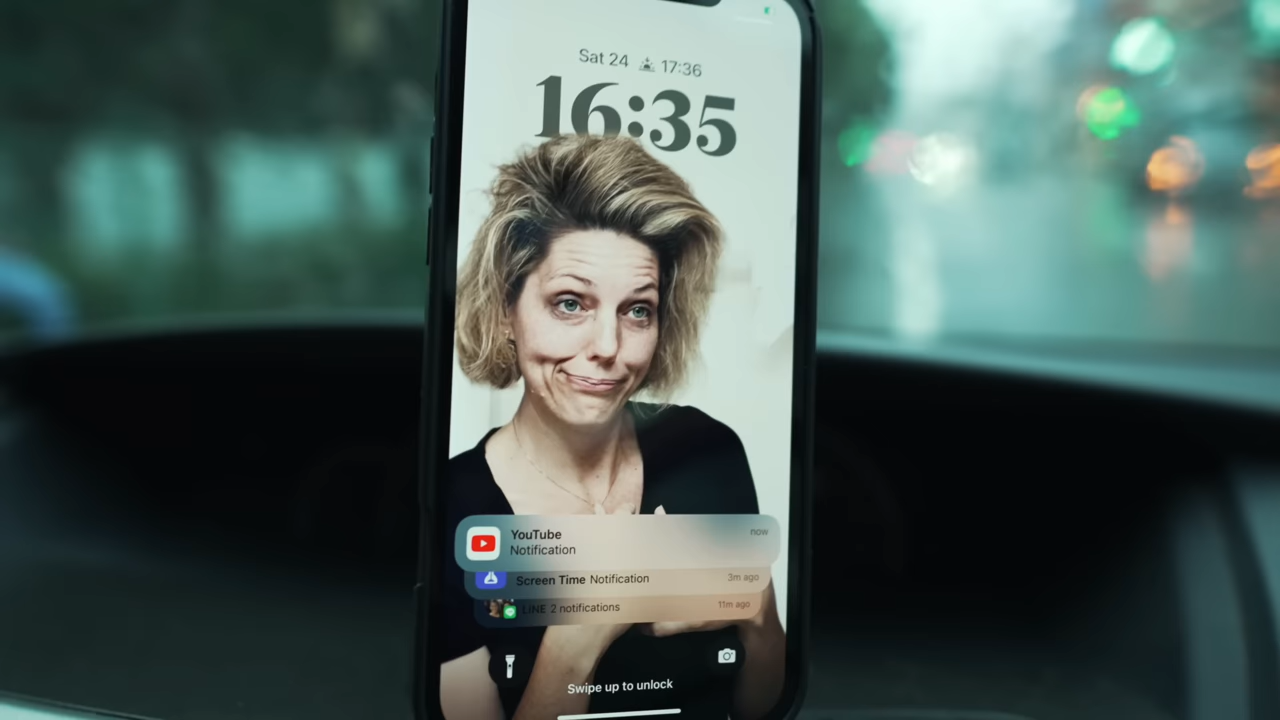 Sat 24 17:36
16:35
YouTube now
Notification
Screen Time Notification 3m ago
LINE 2 notifications 11m ago
Swipe up to unlock